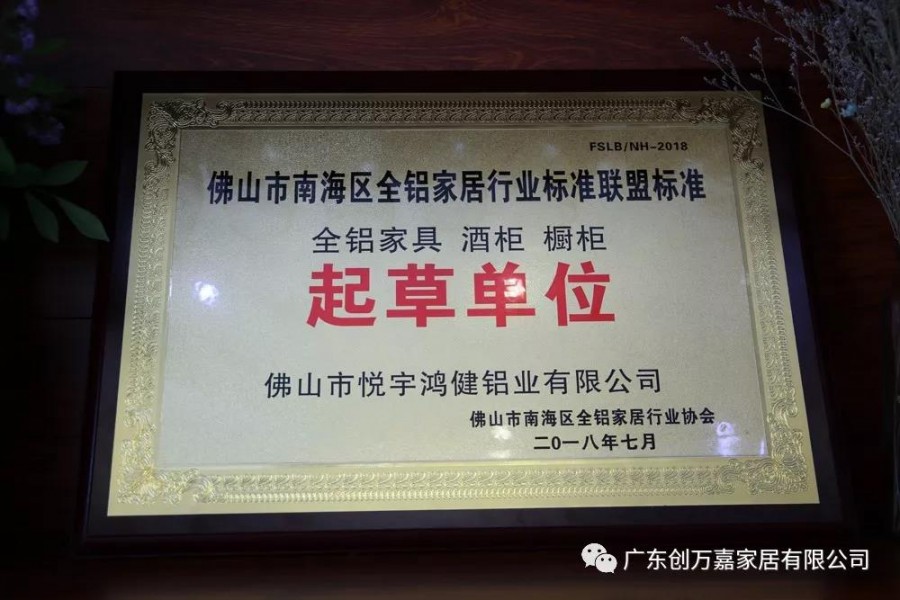 FSLB/NH-2018
佛山市南海区全铝家居行业标准联盟标准
全铝家具 酒柜 橱柜
起草单位
佛山市悦宇鸿健铝业有限公司
佛山市南海区全铝家居行业协会
二0一八年七月
广东创万嘉家居有限公司